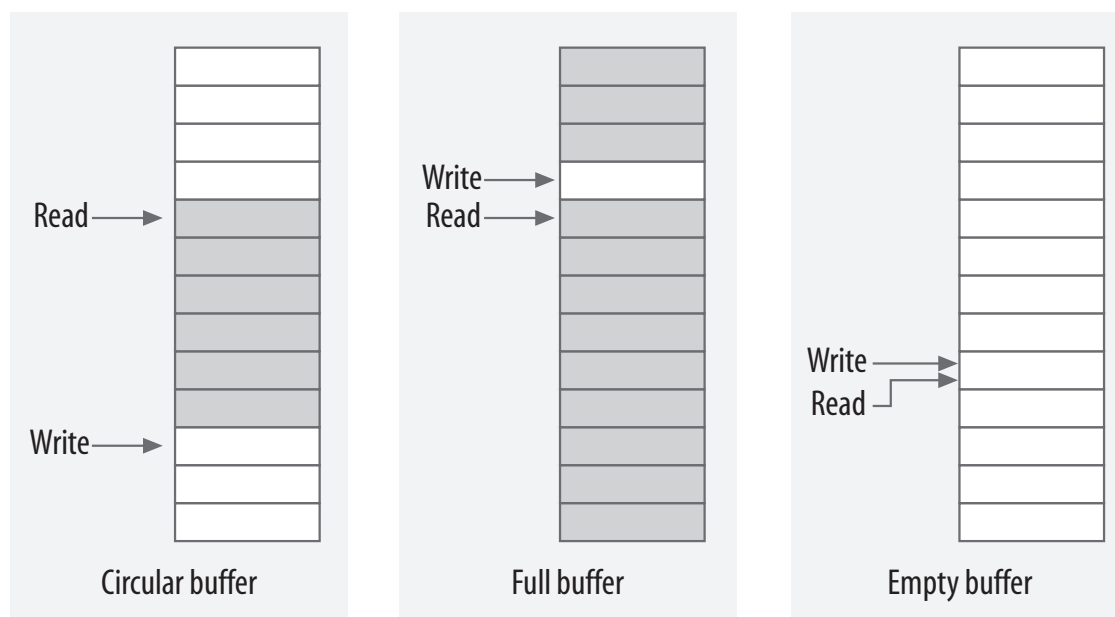 Read
Write
Circular buffer
Write
Read
Full buffer
Write
Read
Empty buffer